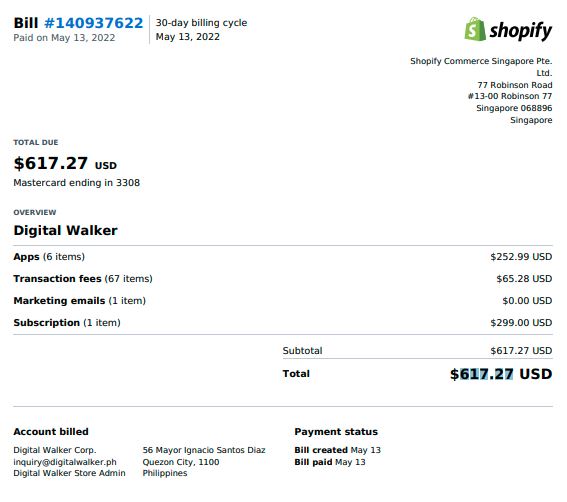 Bill #140937622
Paid on May 13, 2022
30-day billing cycle
May 13, 2022
shopify
Shopify Commerce Singapore Pte.
Ltd.
77 Robinson Road
#13-00 Robinson 77
Singapore 068896
Singapore
TOTAL DUE
$617.27 USD
Mastercard ending in 3308
OVERVIEW
Digital Walker
Apps (6 items) $252.99 USD
Transaction fees (67 items) $65.28 USD
Marketing emails (1 item) $0.00 USD
Subscription (1 item) $299.00 USD
Subtotal $617.27 USD
Total $617.27 USD
Account billed
Digital Walker Corp.
inquiry@digitalwalker.ph
Digital Walker Store Admin
56 Mayor Ignacio Santos Diaz
Quezon City, 1100
Philippines
Payment status
Bill created May 13
Bill paid May 13